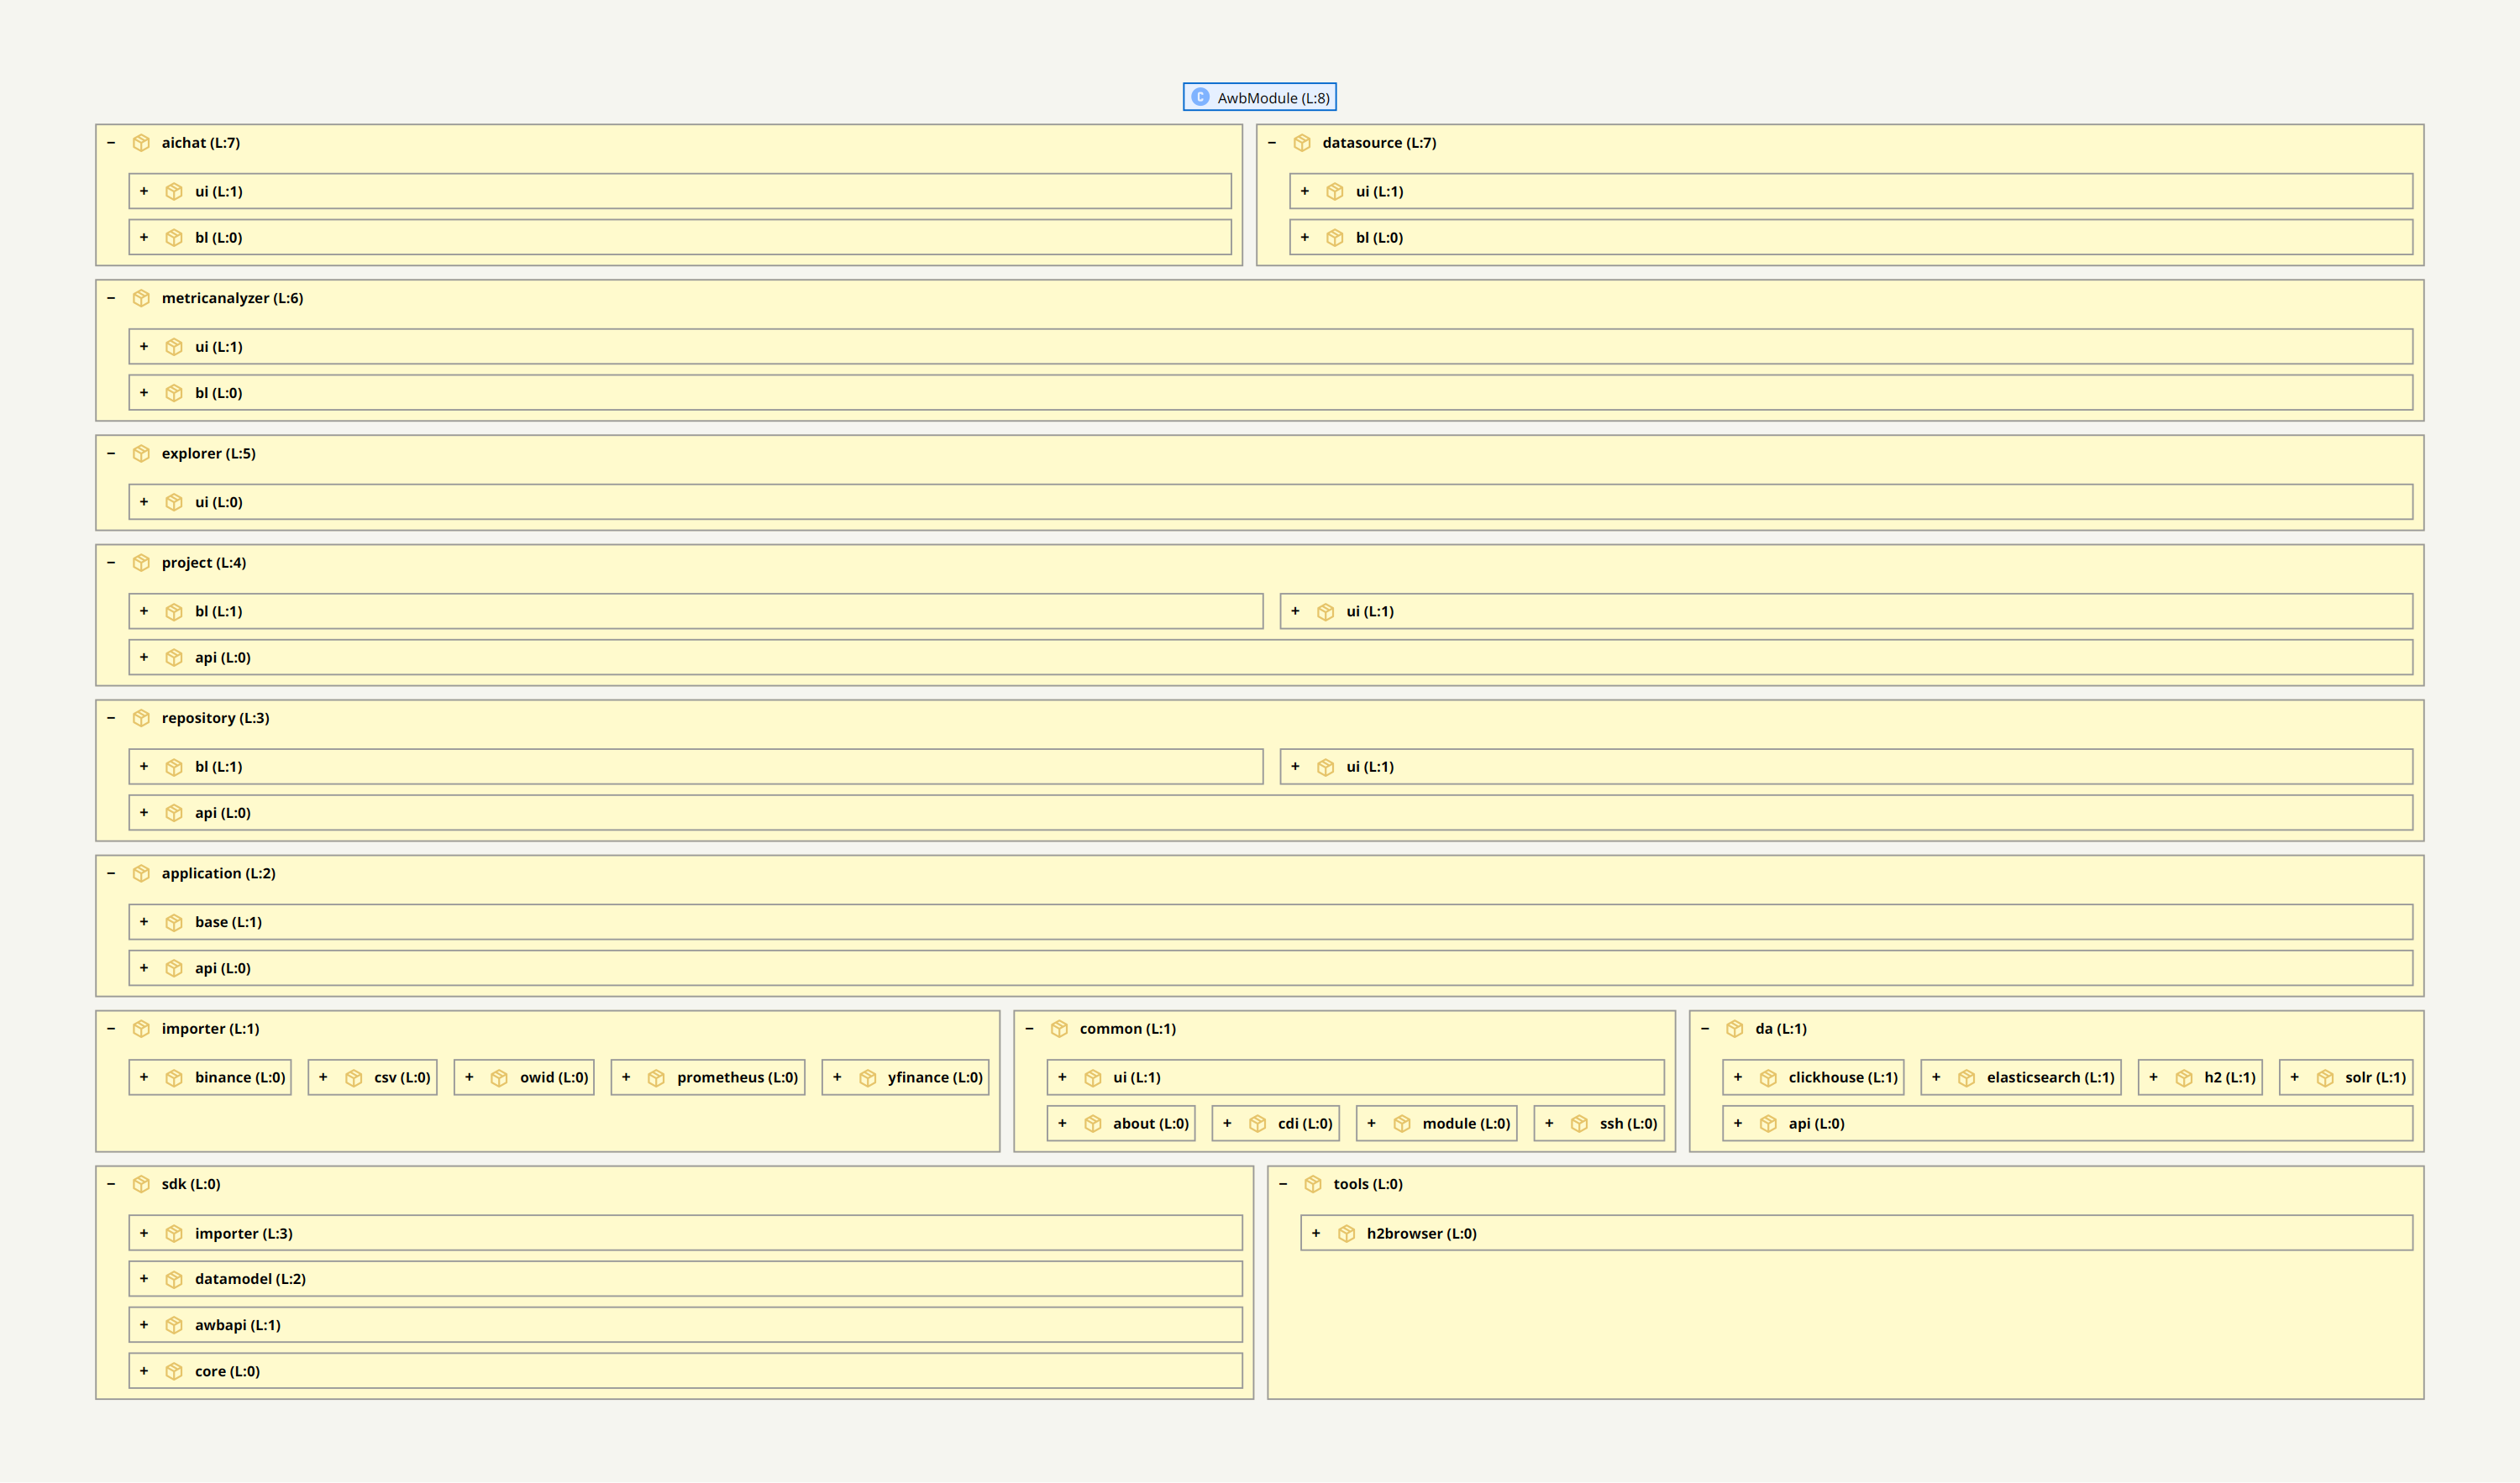 AwbModule (L:8)
− aichat (L:7)
+ ui (L:1)
+ bl (L:0)
− datasource (L:7)
+ ui (L:1)
+ bl (L:0)
− metricanalyzer (L:6)
+ ui (L:1)
+ bl (L:0)
− explorer (L:5)
+ ui (L:0)
− project (L:4)
+ bl (L:1)
+ ui (L:1)
+ api (L:0)
− repository (L:3)
+ bl (L:1)
+ ui (L:1)
+ api (L:0)
− application (L:2)
+ base (L:1)
+ api (L:0)
− importer (L:1)
+ binance (L:0)
+ csv (L:0)
+ owid (L:0)
+ prometheus (L:0)
+ yfinance (L:0)
− common (L:1)
+ ui (L:1)
+ about (L:0)
+ cdi (L:0)
+ module (L:0)
+ ssh (L:0)
− da (L:1)
+ clickhouse (L:1)
+ elasticsearch (L:1)
+ h2 (L:1)
+ solr (L:1)
+ api (L:0)
− sdk (L:0)
+ importer (L:3)
+ datamodel (L:2)
+ awbapi (L:1)
+ core (L:0)
− tools (L:0)
+ h2browser (L:0)